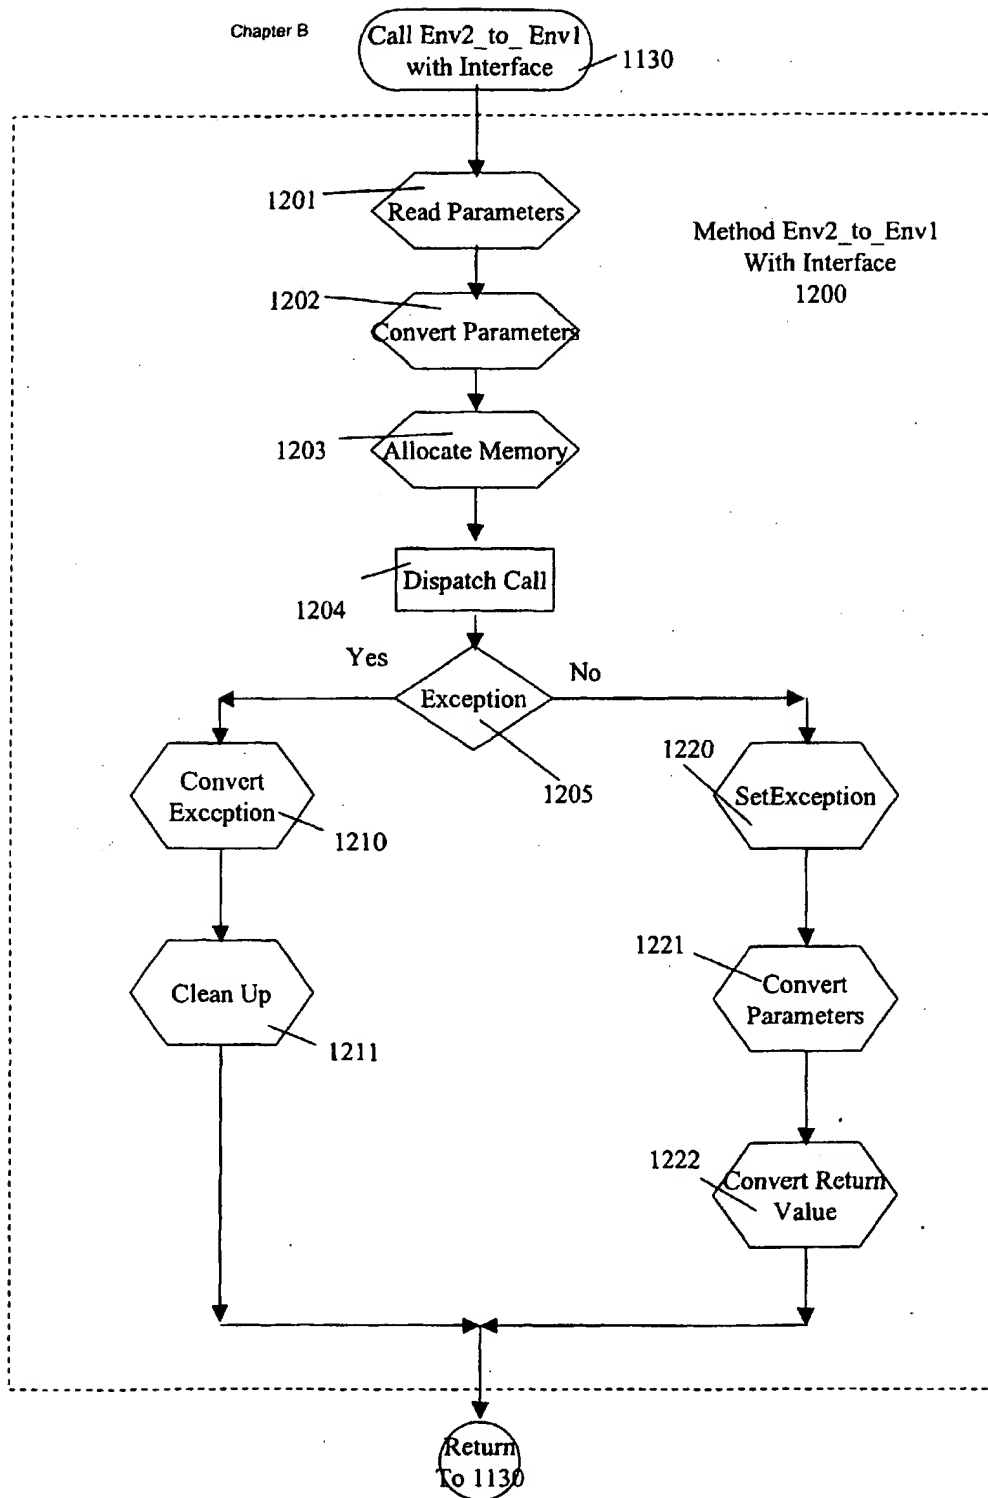 Chapter B
Call Env2_to_ Env1
with Interface
1130
1201
Read Parameters
Method Env2_to_Env1
With Interface
1200
1202
Convert Parameters
1203
Allocate Memory
Dispatch Call
1204
Yes
Exception
No
1205
Convert
Exception
1210
1220
SetException
Clean Up
1211
1221
Convert
Parameters
1222
Convert Return
Value
Return
To 1130